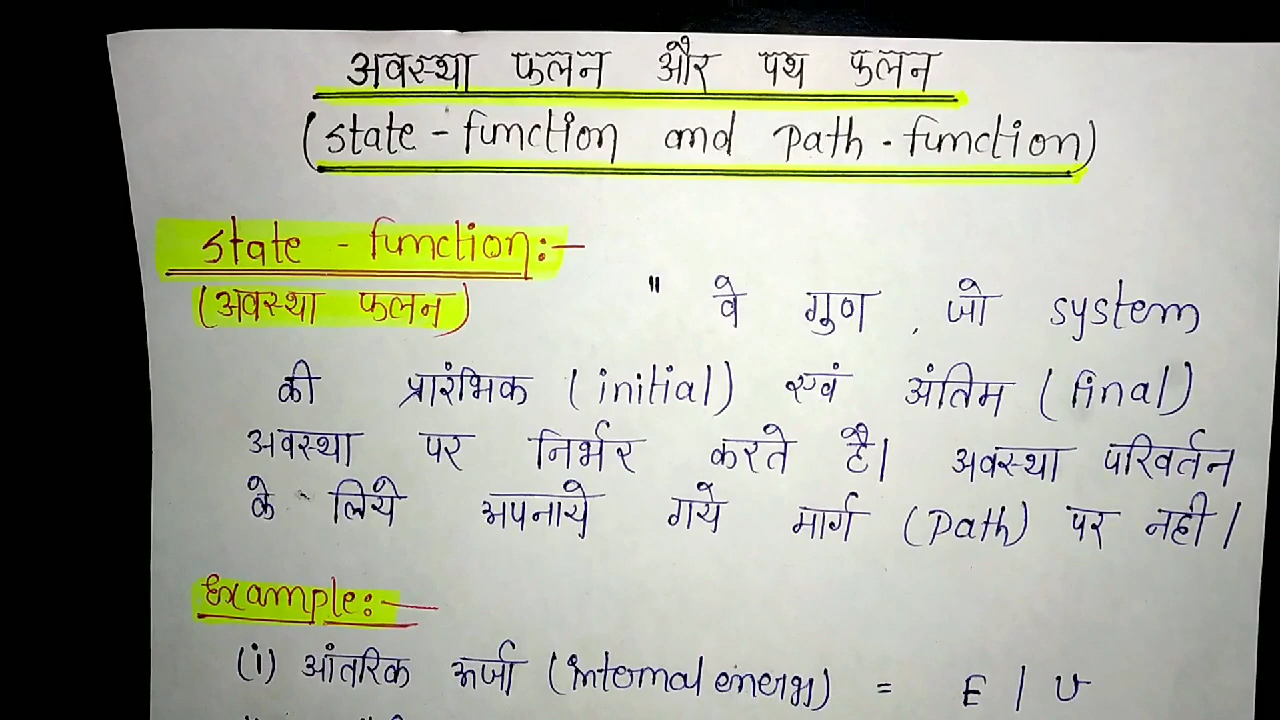 अवस्था फलन और पथ फलन
(State - function and Path - function)
State - function:-
(अवस्था फलन)
" वे गुण , जो system
की प्रारंभिक (initial) एवं अंतिम (final)
अवस्था पर निर्भर करते है। अवस्था परिवर्तन
के लिये अपनाये गये मार्ग (Path) पर नही।
Example:-
(i) आंतरिक ऊर्जा (Internal energy) = E / U